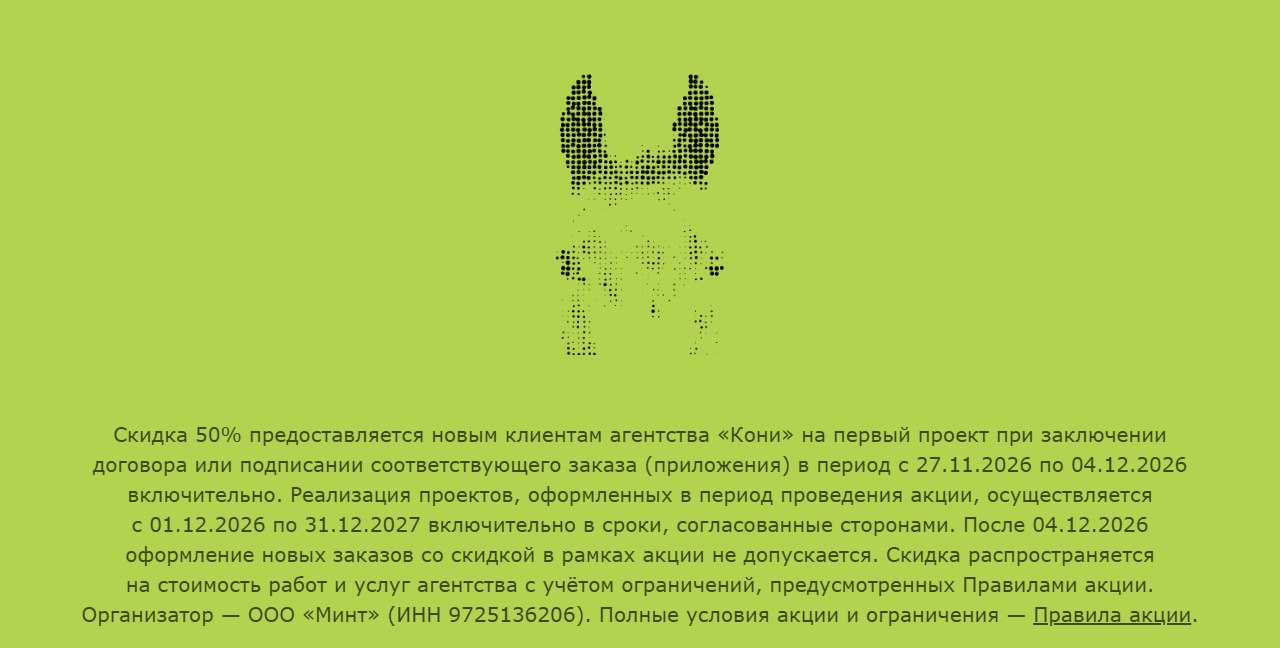 Скидка 50% предоставляется новым клиентам агентства «Кони» на первый проект при заключении
договора или подписании соответствующего заказа (приложения) в период с 27.11.2026 по 04.12.2026
включительно. Реализация проектов, оформленных в период проведения акции, осуществляется
с 01.12.2026 по 31.12.2027 включительно в сроки, согласованные сторонами. После 04.12.2026
оформление новых заказов со скидкой в рамках акции не допускается. Скидка распространяется
на стоимость работ и услуг агентства с учётом ограничений, предусмотренных Правилами акции.
Организатор — ООО «Минт» (ИНН 9725136206). Полные условия акции и ограничения — Правила акции.